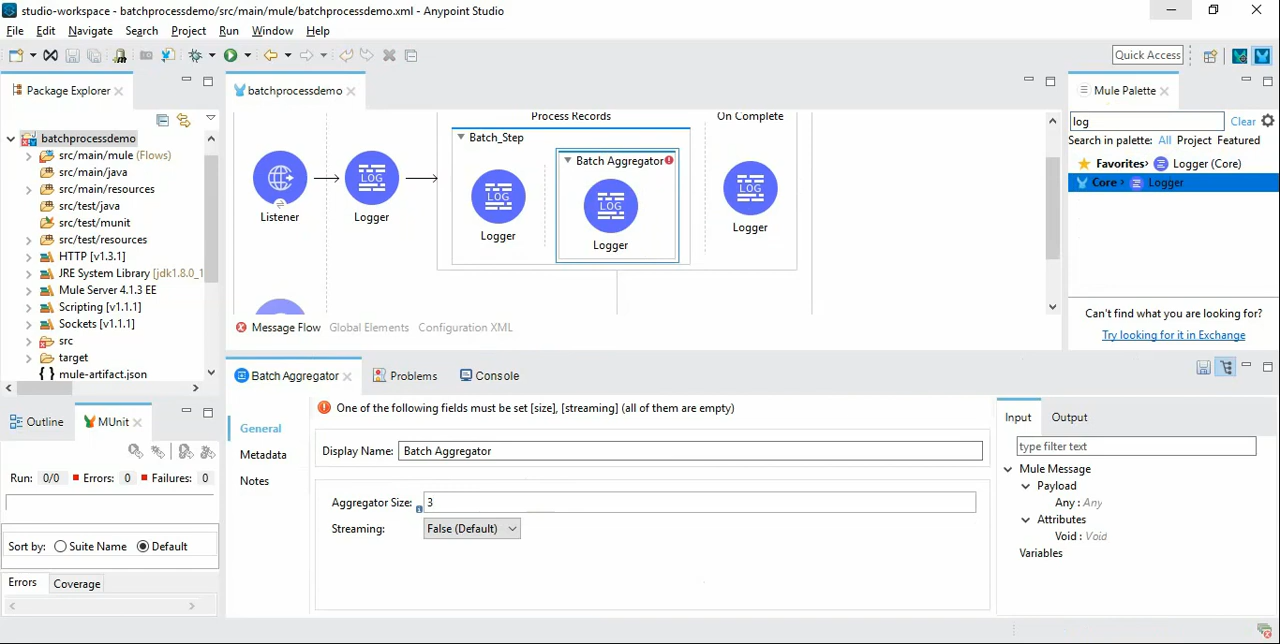 studio-workspace - batchprocessdemo/src/main/mule/batchprocessdemo.xml - Anypoint Studio
File Edit Navigate Search Project Run Window Help
Quick Access
Package Explorer
batchprocessdemo
src/main/mule (Flows)
src/main/java
src/main/resources
src/test/java
src/test/munit
src/test/resources
HTTP [v1.3.1]
JRE System Library [jdk1.8.0_1
Mule Server 4.1.3 EE
Scripting [v1.1.1]
Sockets [v1.1.1]
src
target
mule-artifact.json
Outline
MUnit
Run: 0/0 Errors: 0 Failures: 0
Sort by: Suite Name Default
Errors Coverage
batchprocessdemo
Process Records On Complete
Batch_Step
Batch Aggregator
LOG
LOG
LOG
LOG
Listener
Logger
Logger
Logger
Logger
Message Flow Global Elements Configuration XML
Mule Palette
log
Clear
Search in palette: All Project Featured
Favorites> Logger (Core)
Core > Logger
Can't find what you are looking for?
Try looking for it in Exchange
Batch Aggregator Problems Console
General
Metadata
Notes
One of the following fields must be set [size], [streaming] (all of them are empty)
Display Name: Batch Aggregator
Aggregator Size: 3
Streaming: False (Default)
Input Output
type filter text
Mule Message
Payload
Any : Any
Attributes
Void : Void
Variables